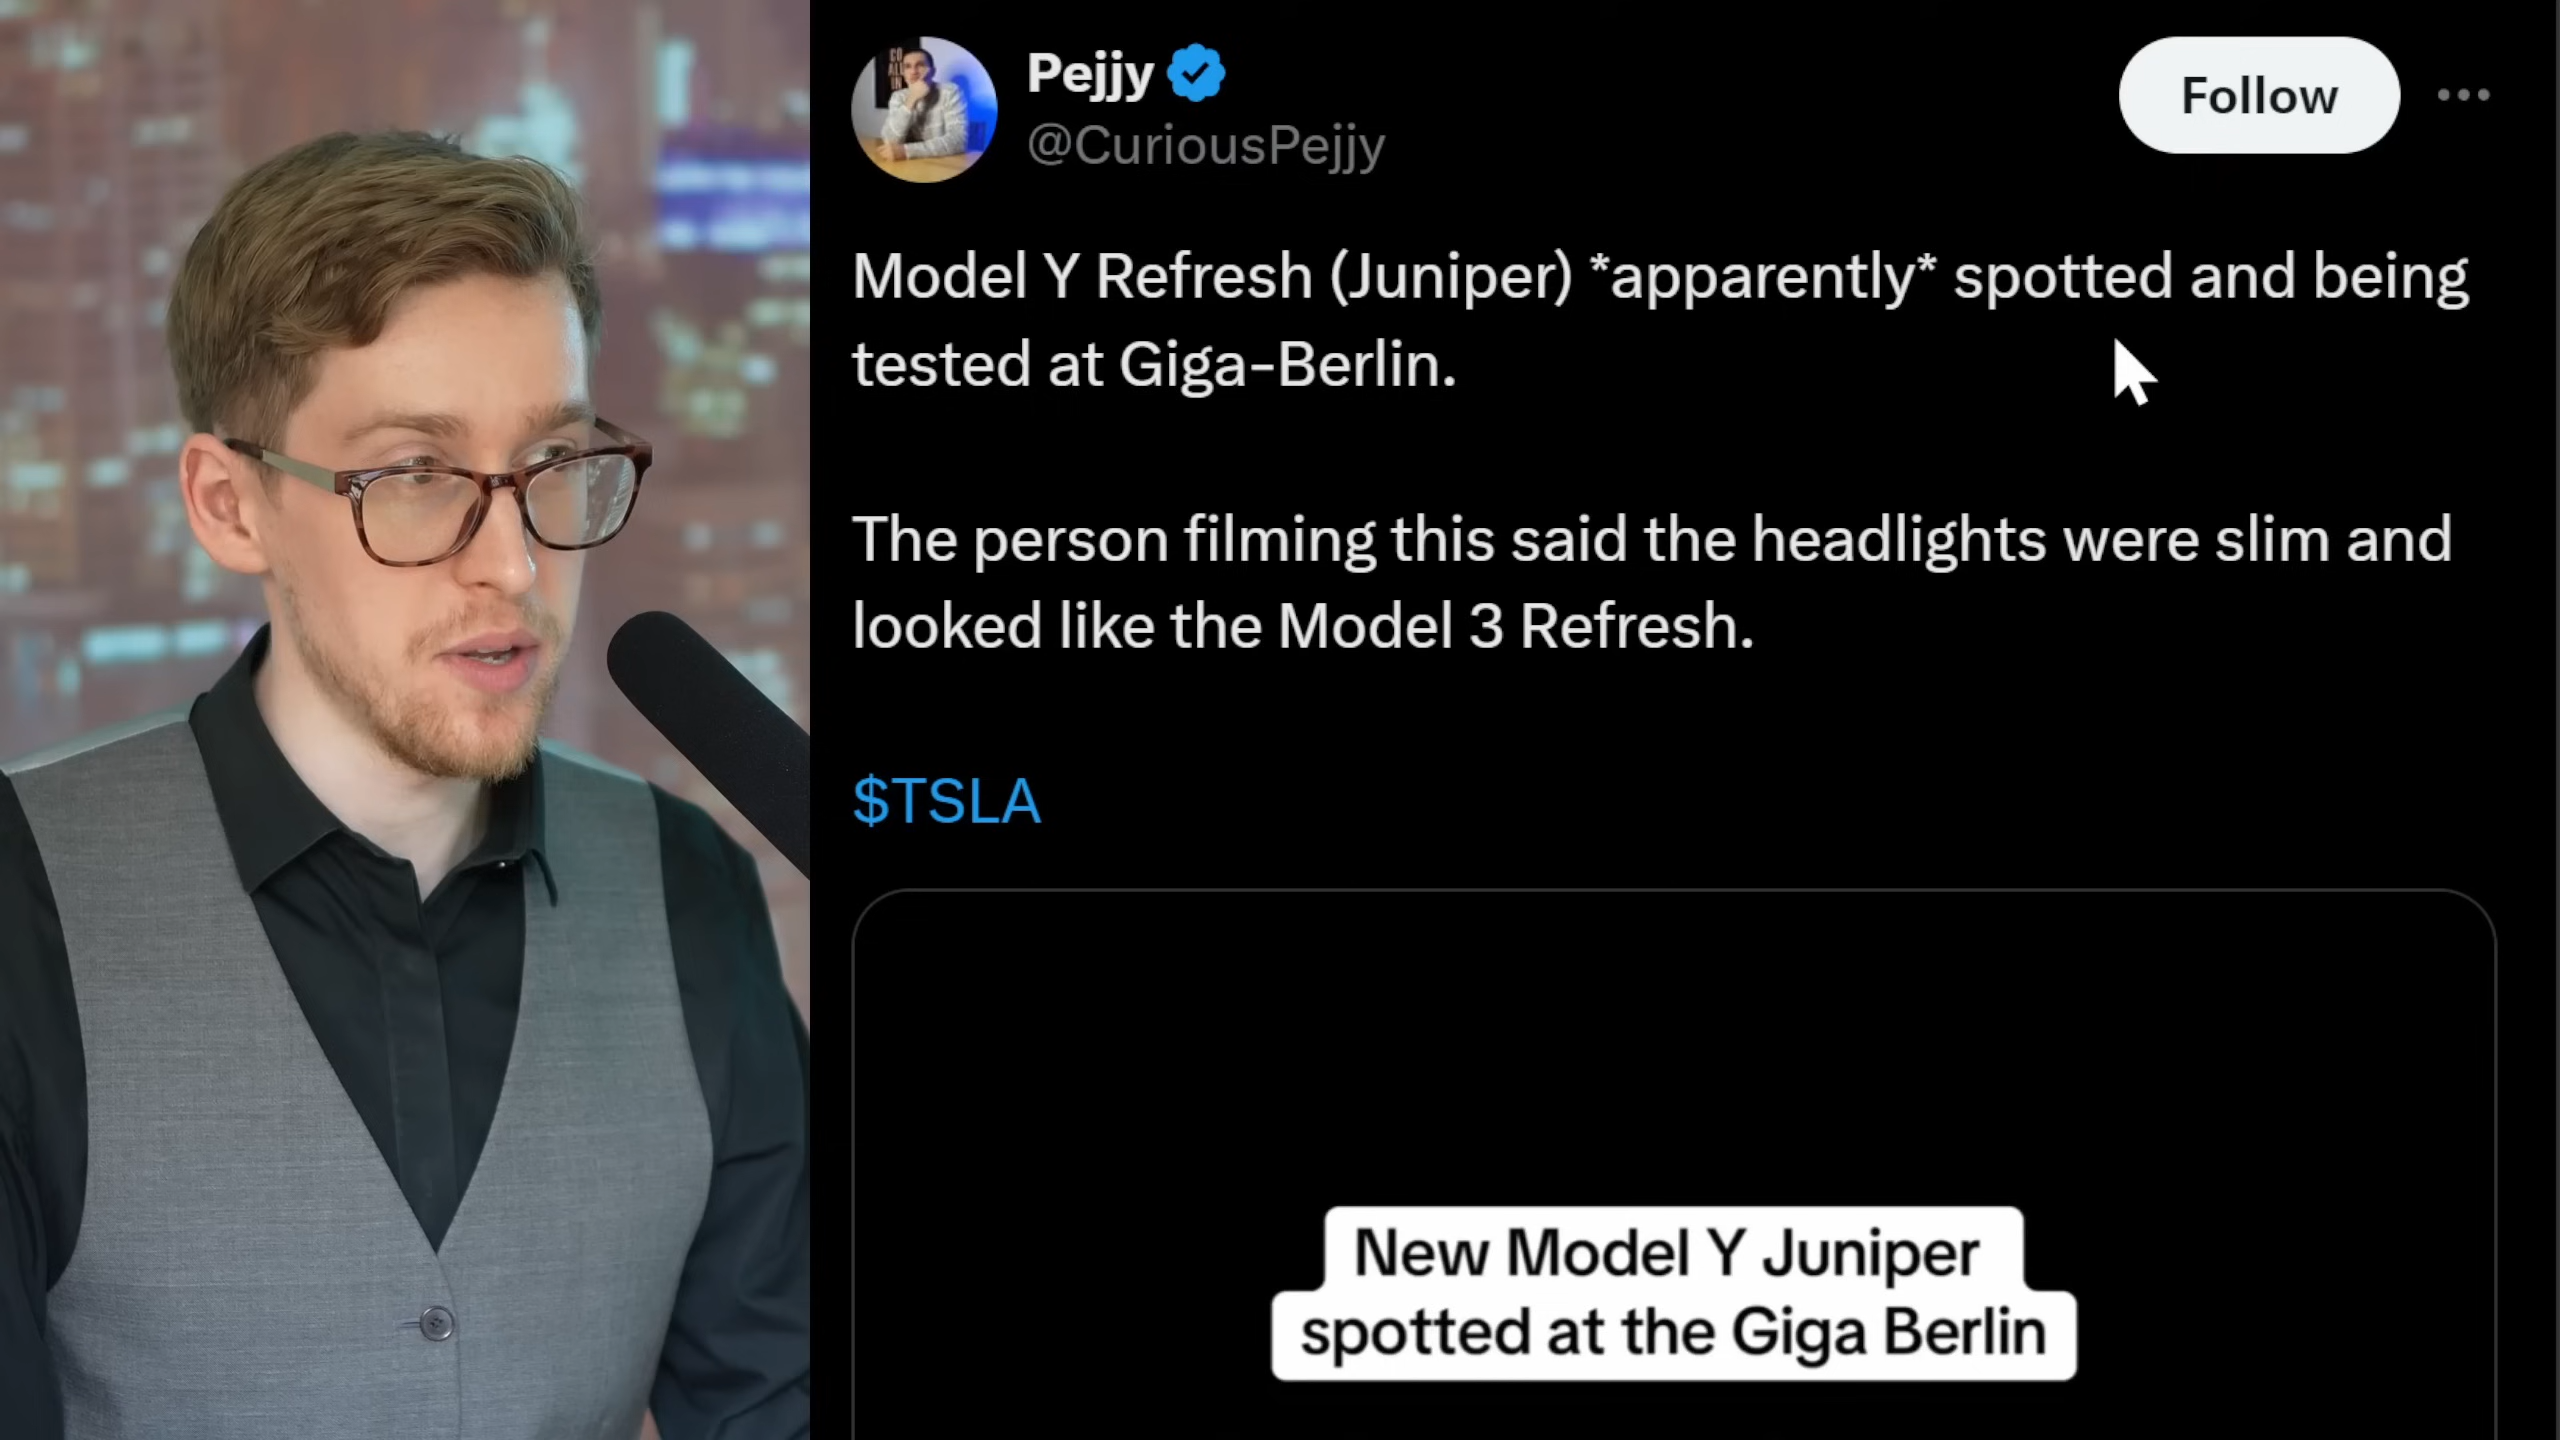 Pejjy
@CuriousPejjy
Follow
Model Y Refresh (Juniper) *apparently* spotted and being
tested at Giga-Berlin.
The person filming this said the headlights were slim and
looked like the Model 3 Refresh.
$TSLA
New Model Y Juniper
spotted at the Giga Berlin